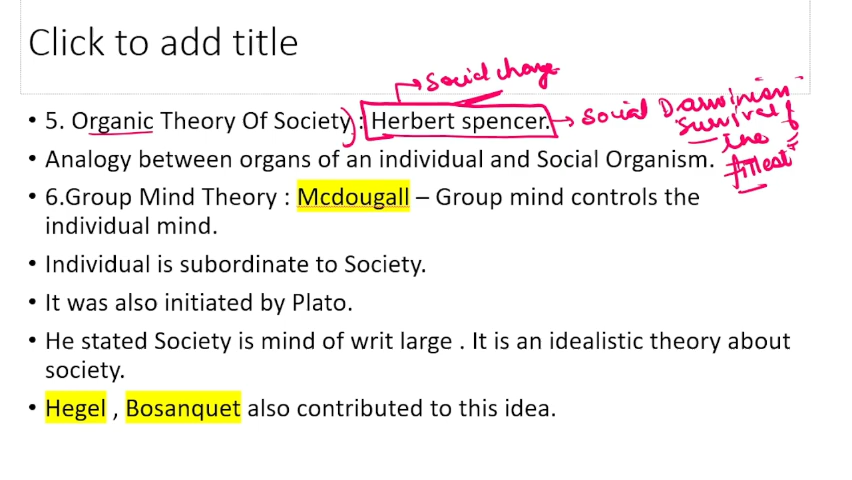 Click to add title
Social change
• 5. Organic Theory Of Society : Herbert spencer. → Social Darwinian
Survival of
the
fittest
• Analogy between organs of an individual and Social Organism.
• 6.Group Mind Theory : Mcdougall – Group mind controls the
individual mind.
• Individual is subordinate to Society.
• It was also initiated by Plato.
• He stated Society is mind of writ large . It is an idealistic theory about
society.
• Hegel , Bosanquet also contributed to this idea.